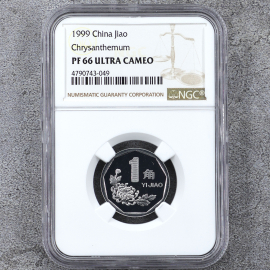 1999 China Jiao
Chrysanthemum
PF 66 ULTRA CAMEO
4790743-049
NUMISMATIC GUARANTY CORPORATION
NGC
1
角
YI JIAO